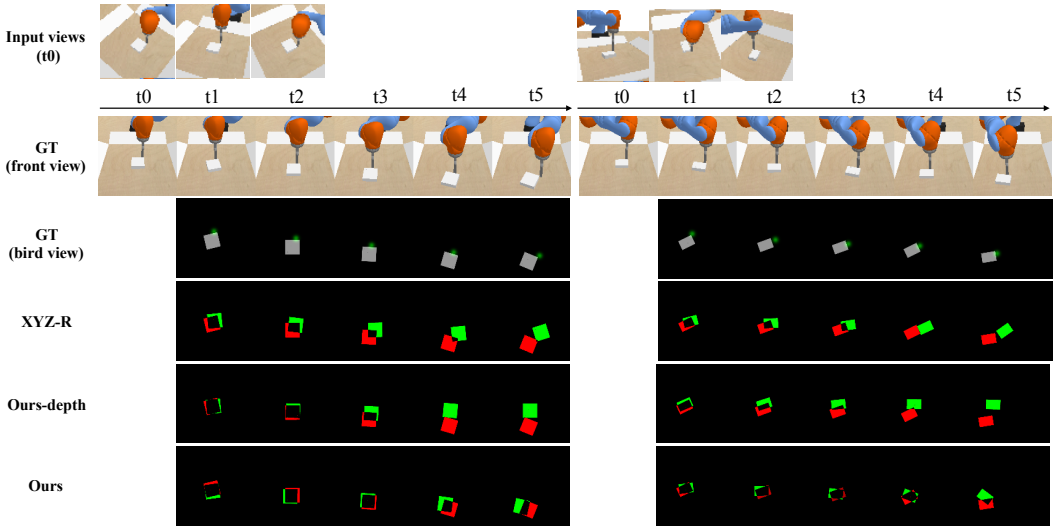 Input views
(t0)
t0 t1 t2 t3 t4 t5 t0 t1 t2 t3 t4 t5
GT
(front view)
GT
(bird view)
XYZ-R
Ours-depth
Ours